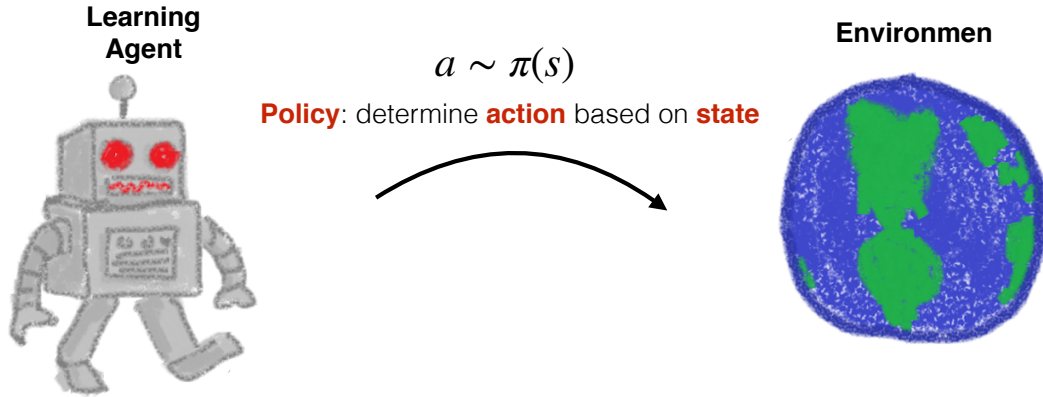 Learning
Agent
Environmen
a ∼ π(s)
Policy: determine action based on state